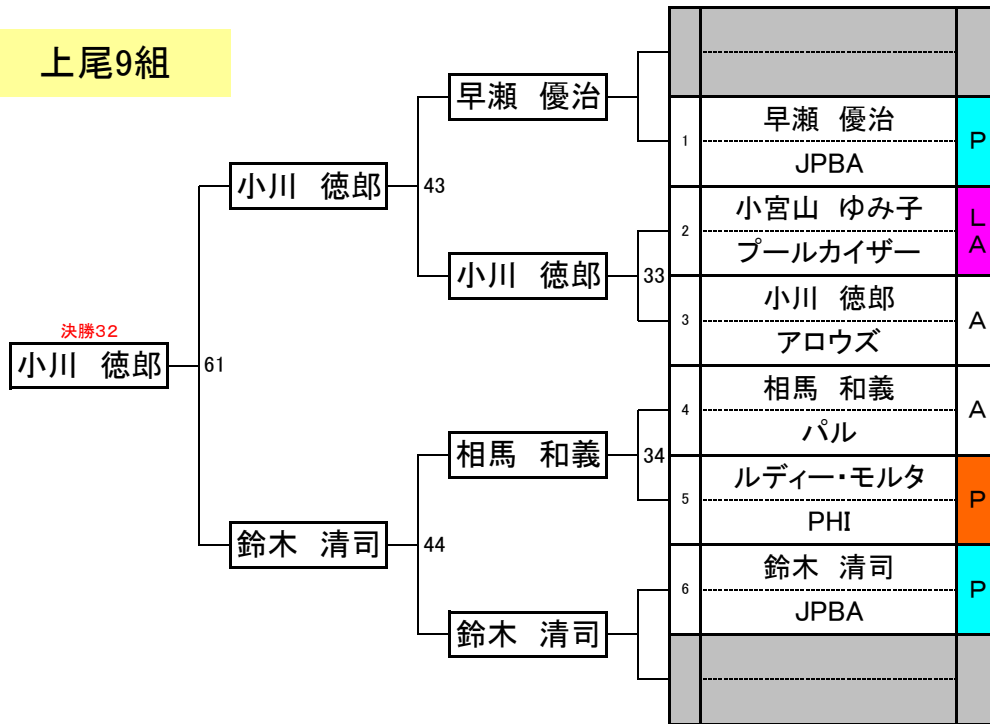 上尾9組
早瀬　優治
小川　徳郎
43
小川　徳郎
33
決勝32
小川　徳郎
61
相馬　和義
34
鈴木　清司
44
鈴木　清司
1
早瀬　優治
JPBA
P
2
小宮山 ゆみ子
プールカイザー
L
A
3
小川　徳郎
アロウズ
A
4
相馬　和義
パル
A
5
ルディー・モルタ
PHI
P
6
鈴木　清司
JPBA
P